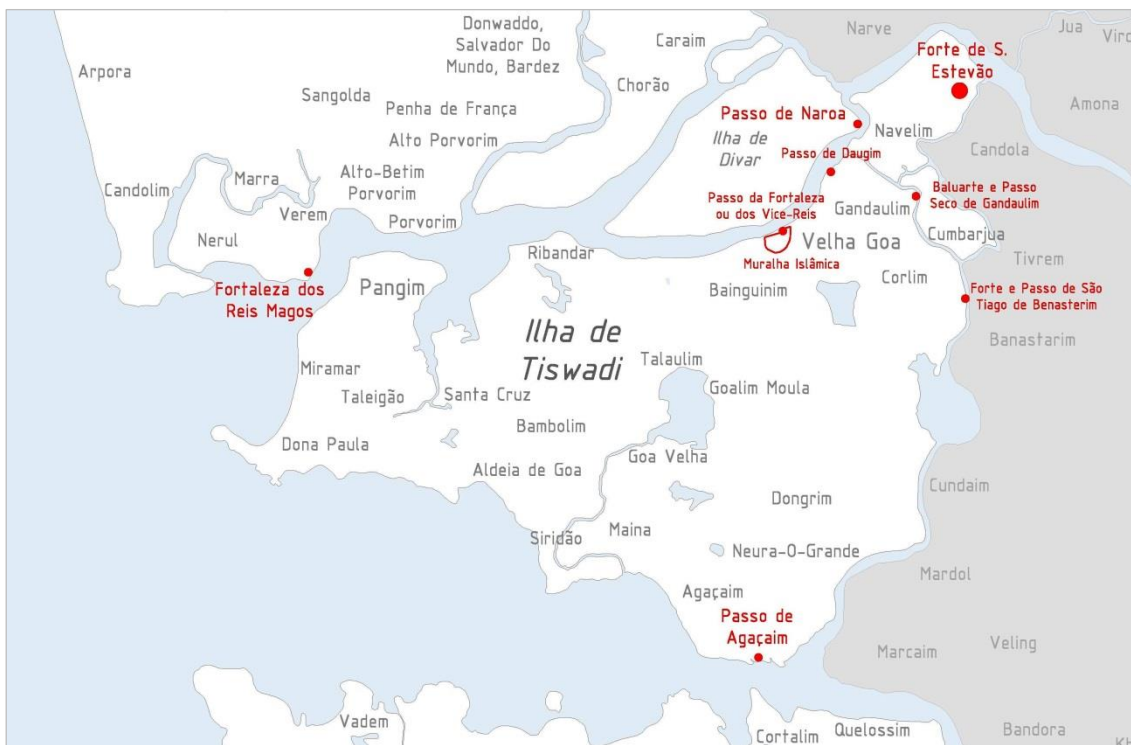 Donwaddo,
Salvador Do
Mundo, Bardez
Caraim
Narve
Jua
Forte de S.
Estevão
Arpora
Sangolda
Chorão
Penha de França
Amona
Passo de Naroa
Alto Porvorim
Ilha de
Divar
Navelim
Candola
Passo de Daugim
Marra
Alto-Betim
Porvorim
Candolim
Baluarte e Passo
Seco de Gandaulim
Passo da Fortaleza
ou dos Vice-Reis
Gandaulim
Verem
Porvorim
Nerul
Velha Goa
Cumbarjua
Ribandar
Muralha Islâmica
Tivrem
Corlim
Pangim
Bainguinim
Fortaleza dos
Reis Magos
Forte e Passo de São
Tiago de Benasterim
Ilha de
Tiswadi
Banastarim
Miramar
Talaulim
Taleigão
Santa Cruz
Goalim Moula
Bambolim
Dona Paula
Goa Velha
Aldeia de Goa
Cundaim
Dongrim
Siridão
Maina
Neura-O-Grande
Mardol
Agaçaim
Passo de
Agaçaim
Veling
Marcaim
Vadem
Cortalim
Quelossim
Bandora